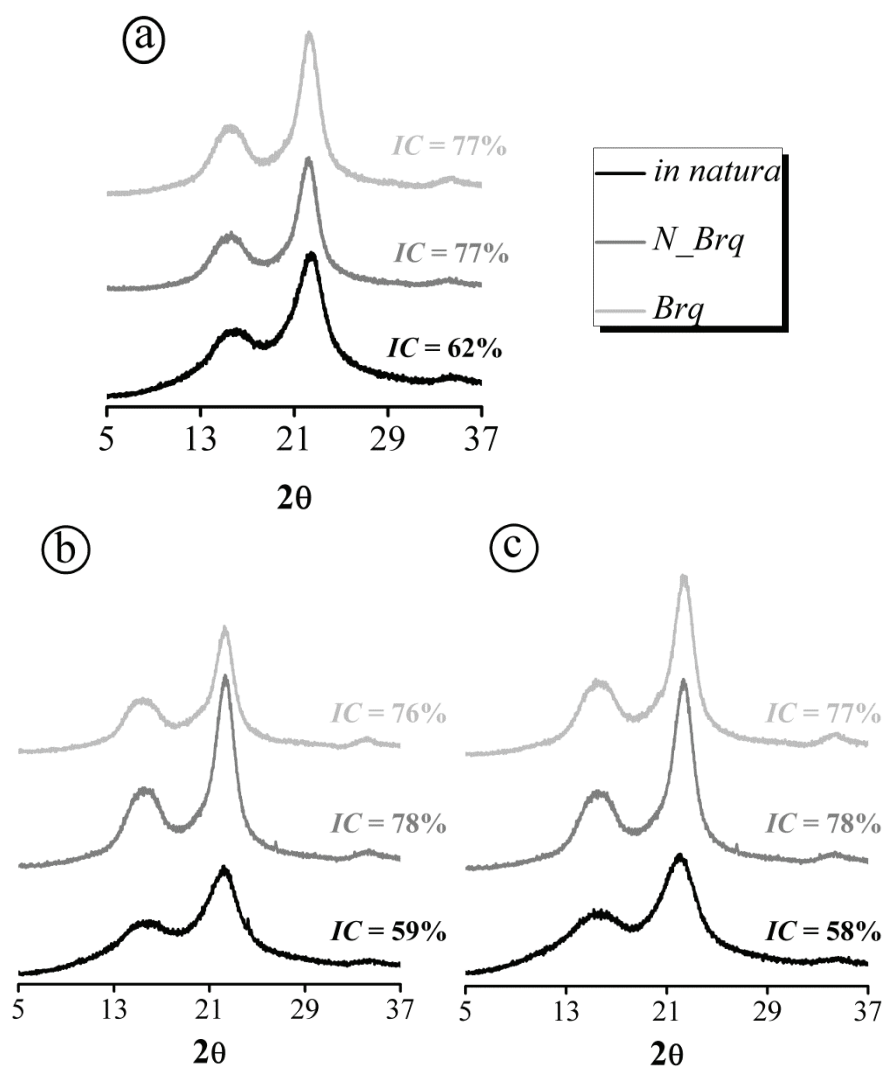 a
IC = 77%
IC = 77%
IC = 62%
5 13 21 29 37
2θ
in natura
N_Brq
Brq
b
IC = 76%
IC = 78%
IC = 59%
5 13 21 29 37
2θ
c
IC = 77%
IC = 78%
IC = 58%
5 13 21 29 37
2θ